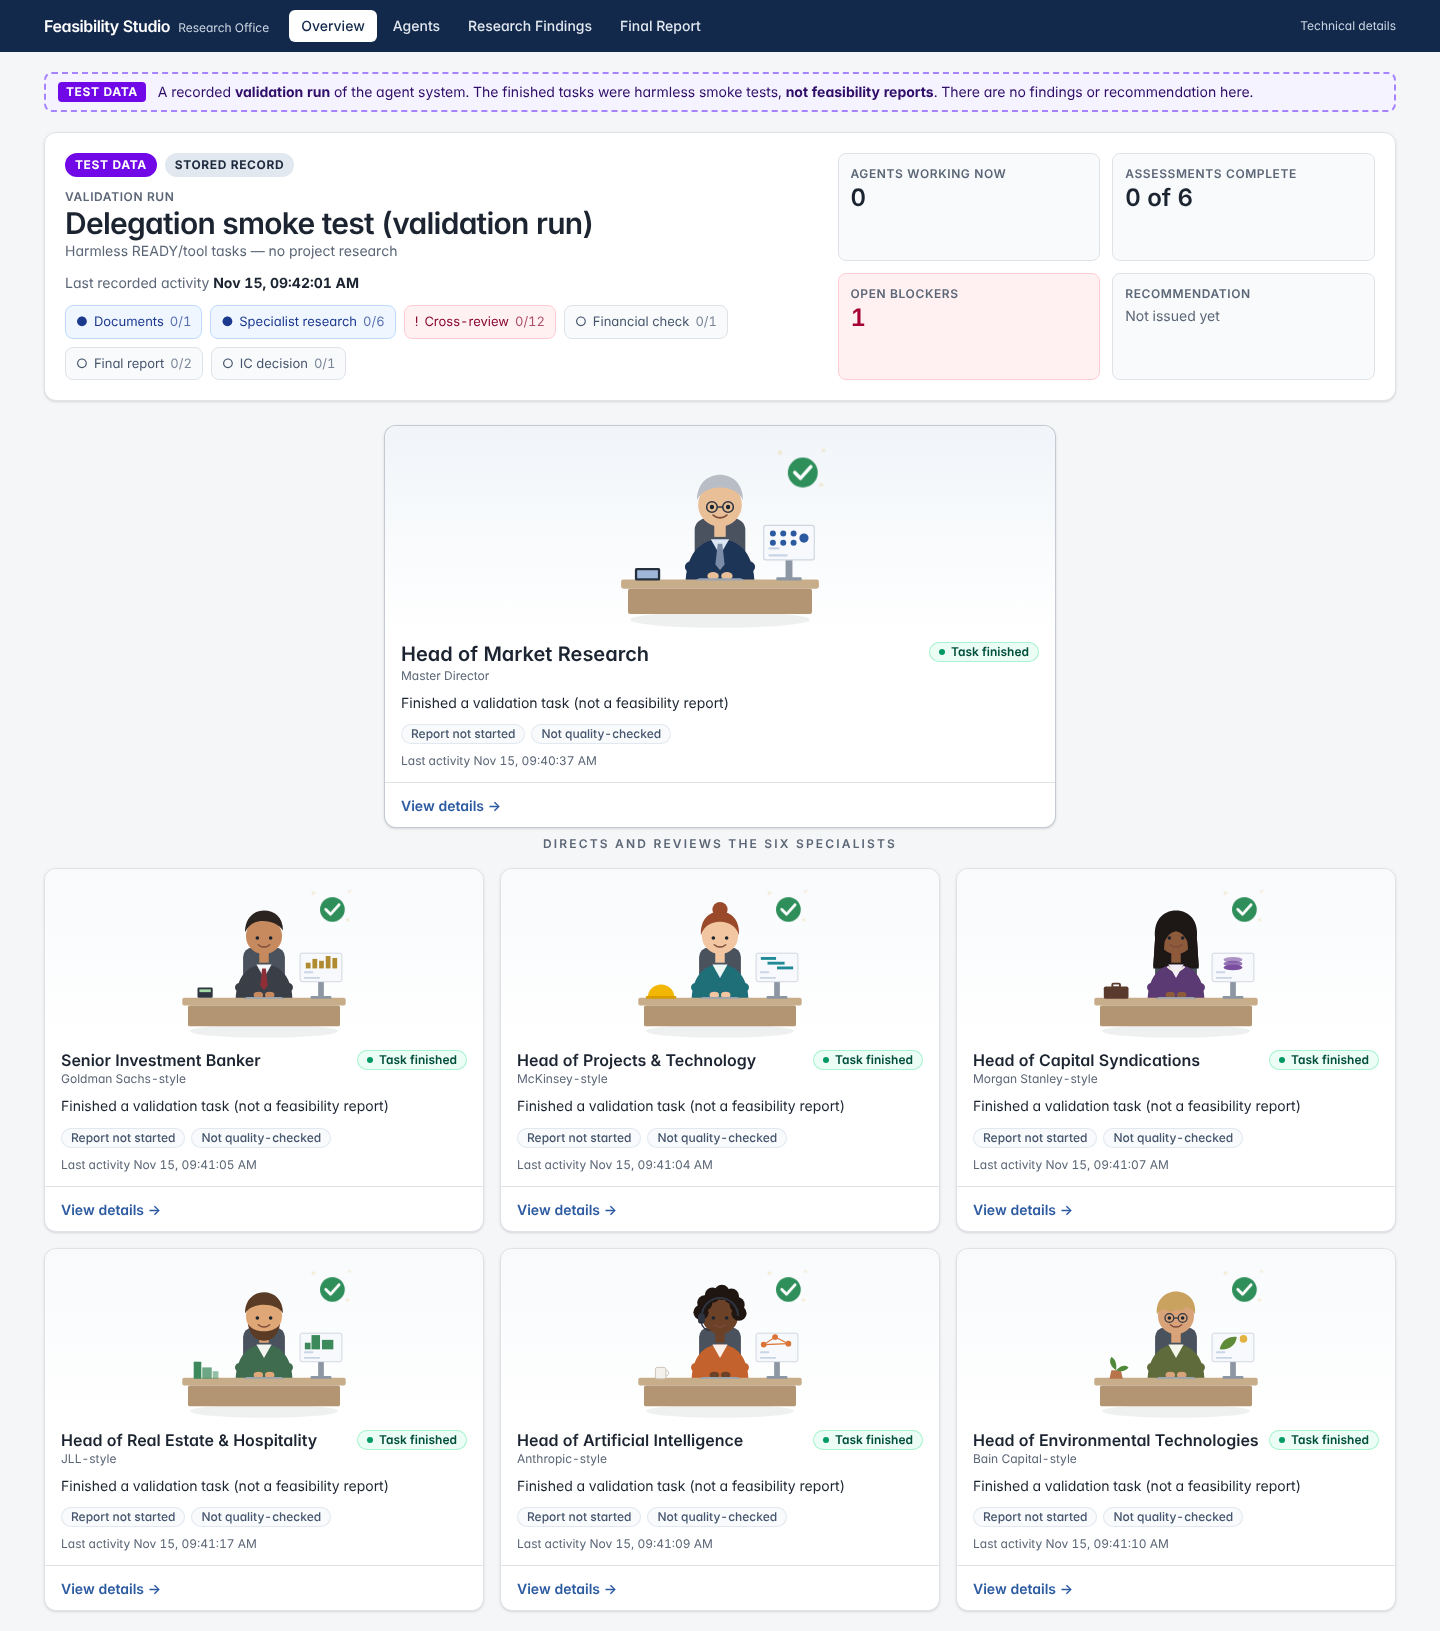 Feasibility Studio Research Office Overview Agents Research Findings Final Report Technical details
TEST DATA A recorded validation run of the agent system. The finished tasks were harmless smoke tests, not feasibility reports. There are no findings or recommendation here.
TEST DATA STORED RECORD
VALIDATION RUN
Delegation smoke test (validation run)
Harmless READY/tool tasks — no project research
Last recorded activity Nov 15, 09:42:01 AM
Documents 0/1 Specialist research 0/6 ! Cross-review 0/12 Financial check 0/1
Final report 0/2 IC decision 0/1
AGENTS WORKING NOW
0
ASSESSMENTS COMPLETE
0 of 6
OPEN BLOCKERS
1
RECOMMENDATION
Not issued yet
Head of Market Research Task finished
Master Director
Finished a validation task (not a feasibility report)
Report not started Not quality-checked
Last activity Nov 15, 09:40:37 AM
View details →
DIRECTS AND REVIEWS THE SIX SPECIALISTS
Senior Investment Banker Task finished
Goldman Sachs-style
Finished a validation task (not a feasibility report)
Report not started Not quality-checked
Last activity Nov 15, 09:41:05 AM
View details →
Head of Projects & Technology Task finished
McKinsey-style
Finished a validation task (not a feasibility report)
Report not started Not quality-checked
Last activity Nov 15, 09:41:04 AM
View details →
Head of Capital Syndications Task finished
Morgan Stanley-style
Finished a validation task (not a feasibility report)
Report not started Not quality-checked
Last activity Nov 15, 09:41:07 AM
View details →
Head of Real Estate & Hospitality Task finished
JLL-style
Finished a validation task (not a feasibility report)
Report not started Not quality-checked
Last activity Nov 15, 09:41:17 AM
View details →
Head of Artificial Intelligence Task finished
Anthropic-style
Finished a validation task (not a feasibility report)
Report not started Not quality-checked
Last activity Nov 15, 09:41:09 AM
View details →
Head of Environmental Technologies Task finished
Bain Capital-style
Finished a validation task (not a feasibility report)
Report not started Not quality-checked
Last activity Nov 15, 09:41:10 AM
View details →